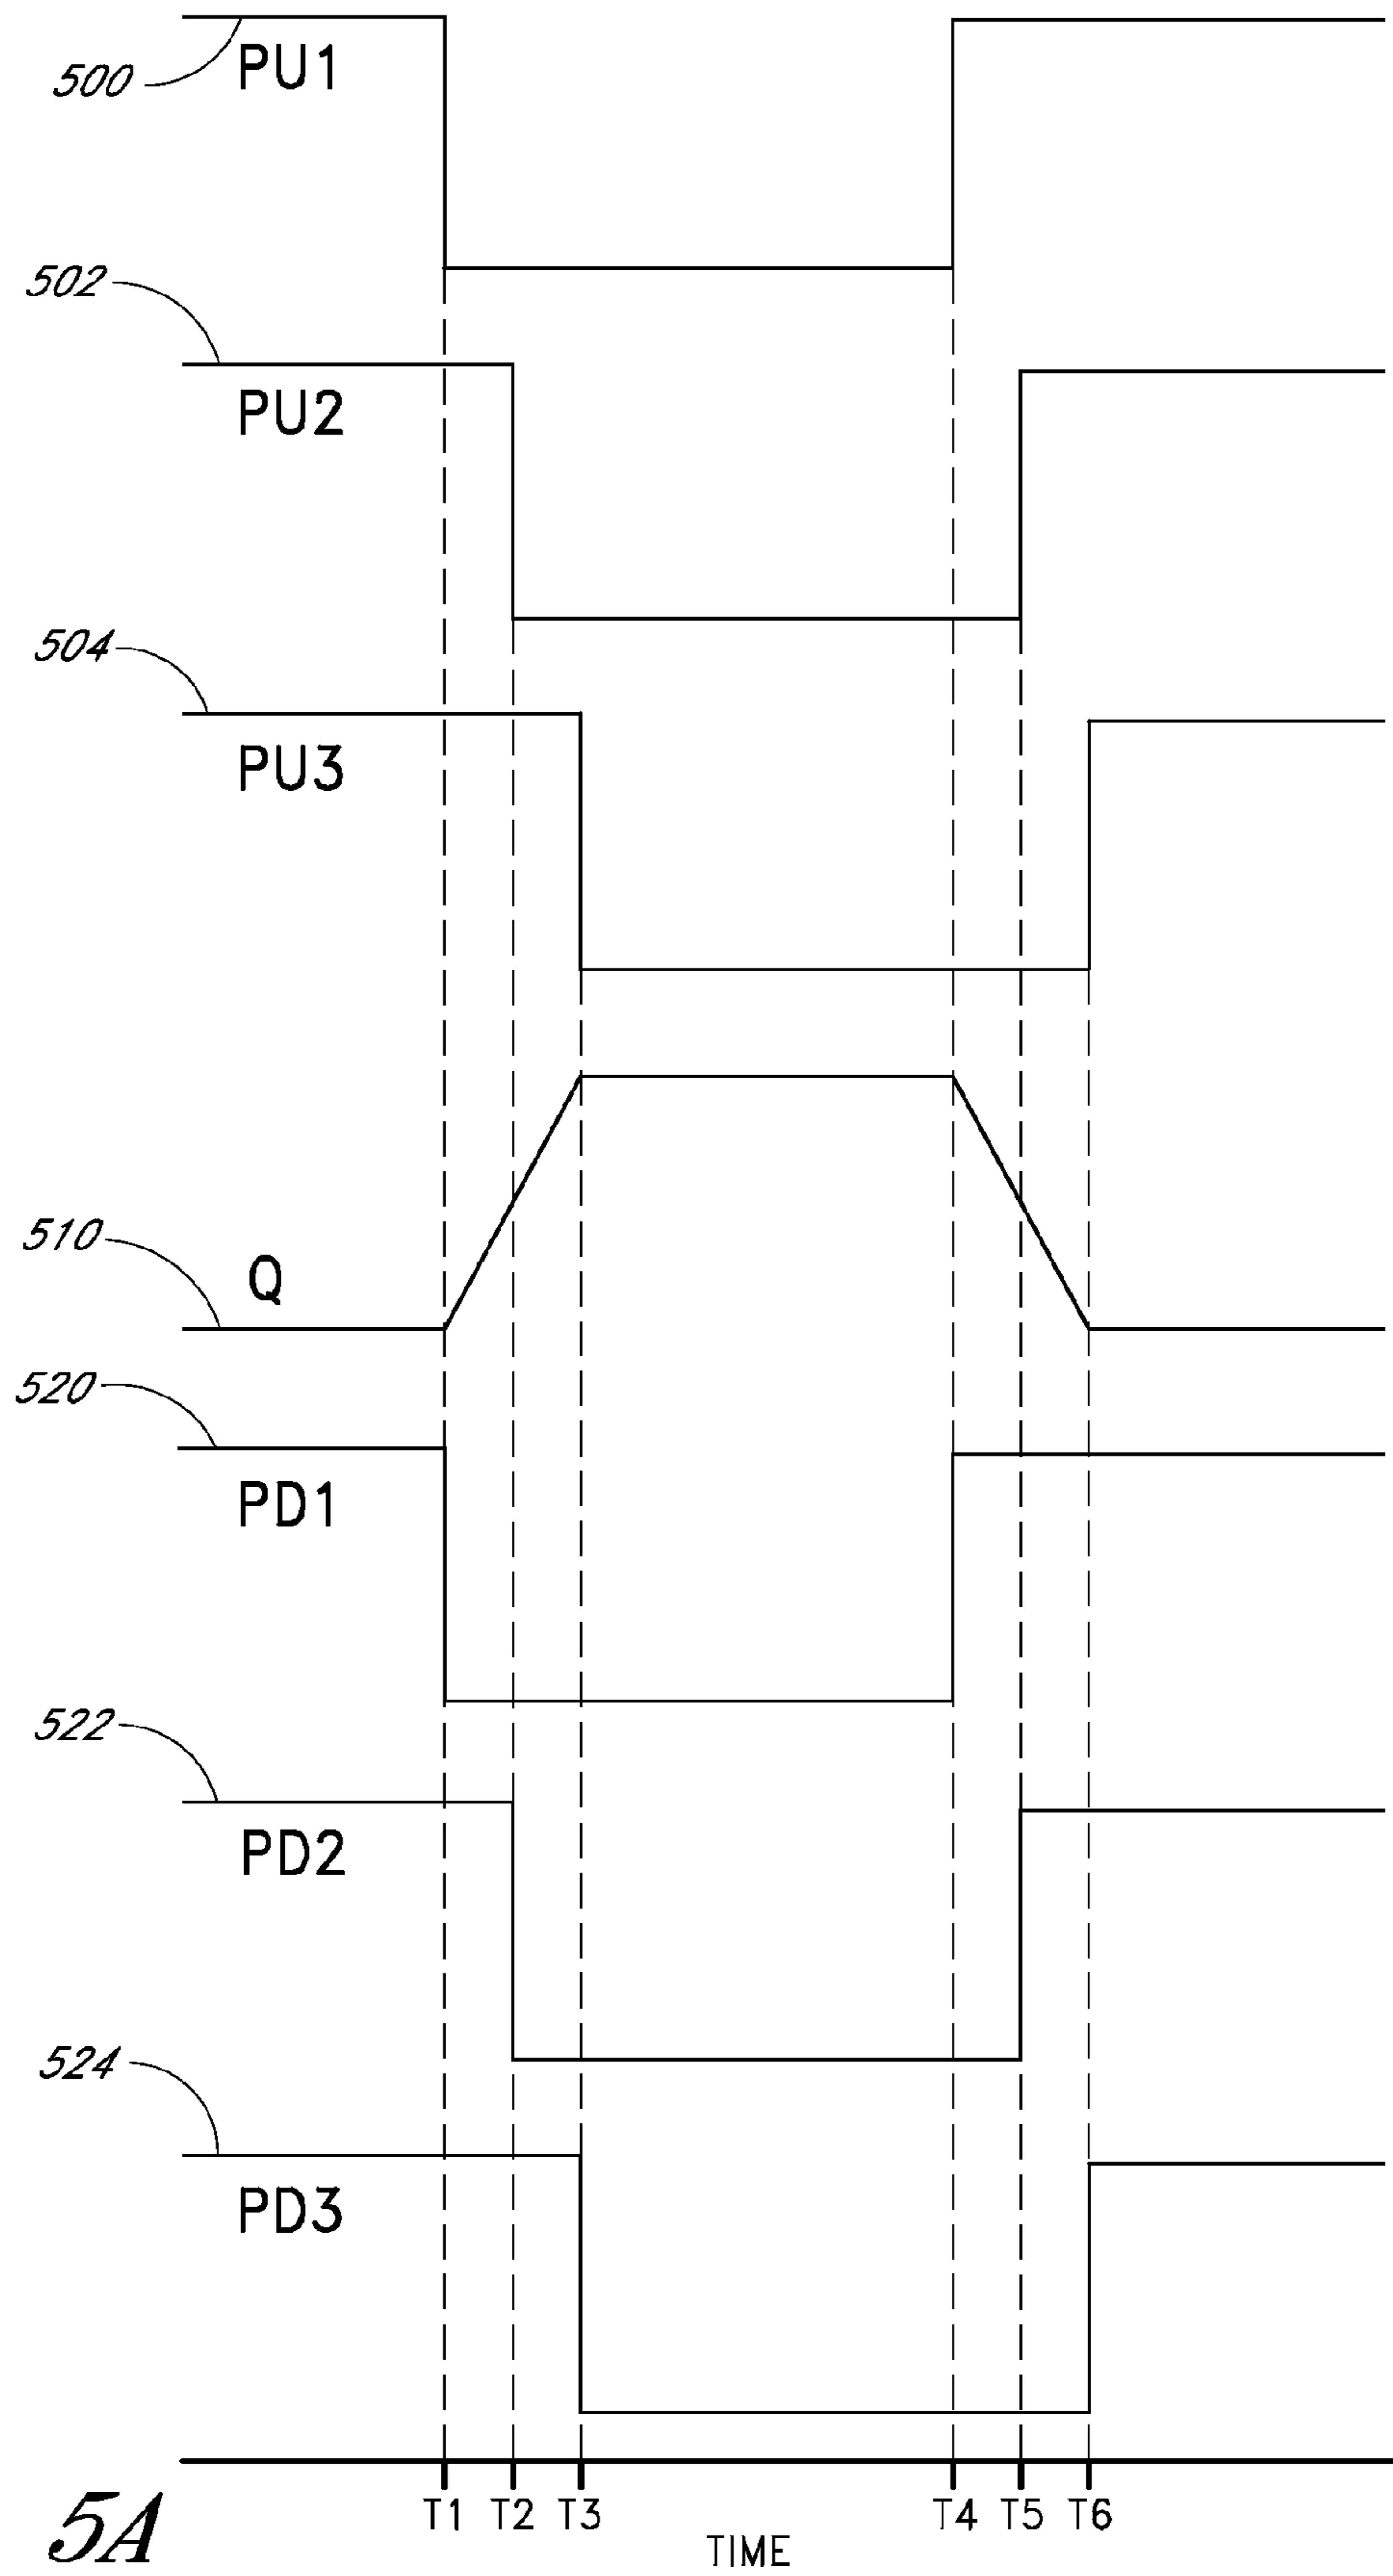 500
PU1
502
PU2
504
PU3
510
Q
520
PD1
522
PD2
524
PD3
T1 T2 T3 T4 T5 T6
TIME
5A